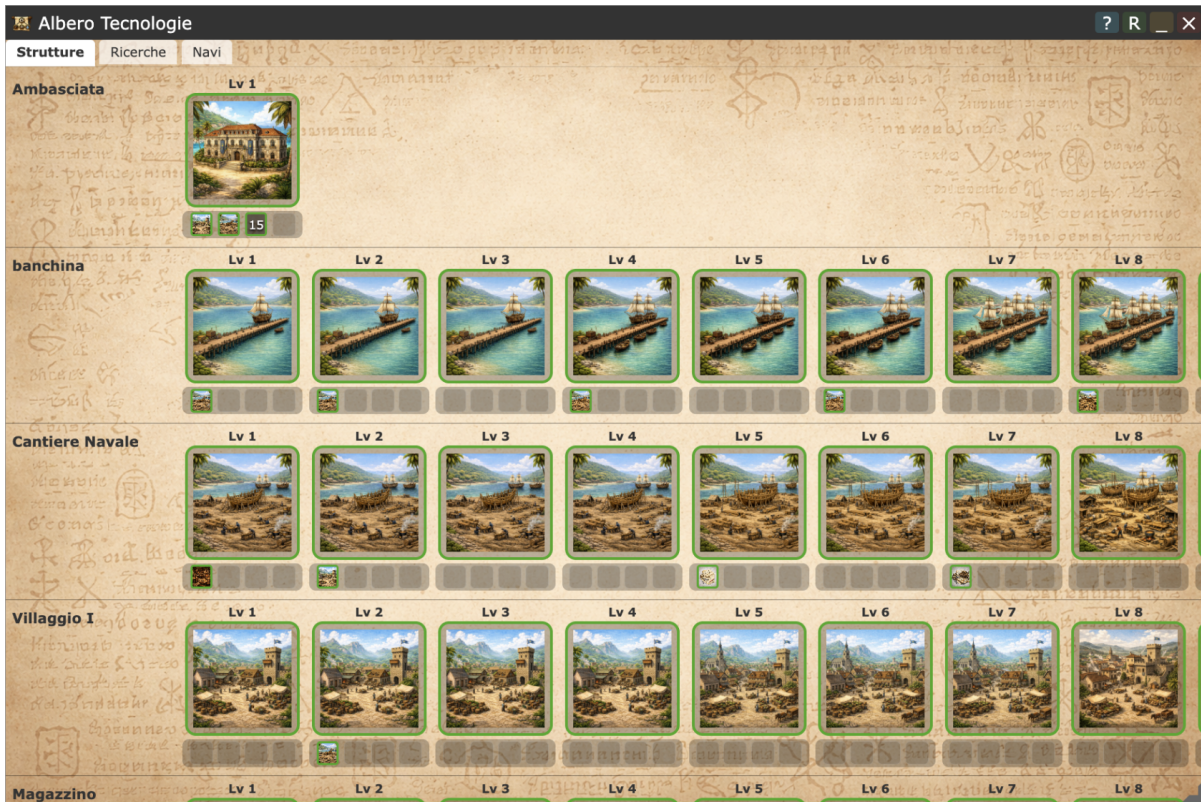 Albero Tecnologie ? R _ ×
Strutture Ricerche Navi
Ambasciata
Lv 1
15
banchina
Lv 1 Lv 2 Lv 3 Lv 4 Lv 5 Lv 6 Lv 7 Lv 8
Cantiere Navale
Lv 1 Lv 2 Lv 3 Lv 4 Lv 5 Lv 6 Lv 7 Lv 8
Villaggio I
Lv 1 Lv 2 Lv 3 Lv 4 Lv 5 Lv 6 Lv 7 Lv 8
Magazzino
Lv 1 Lv 2 Lv 3 Lv 4 Lv 5 Lv 6 Lv 7 Lv 8